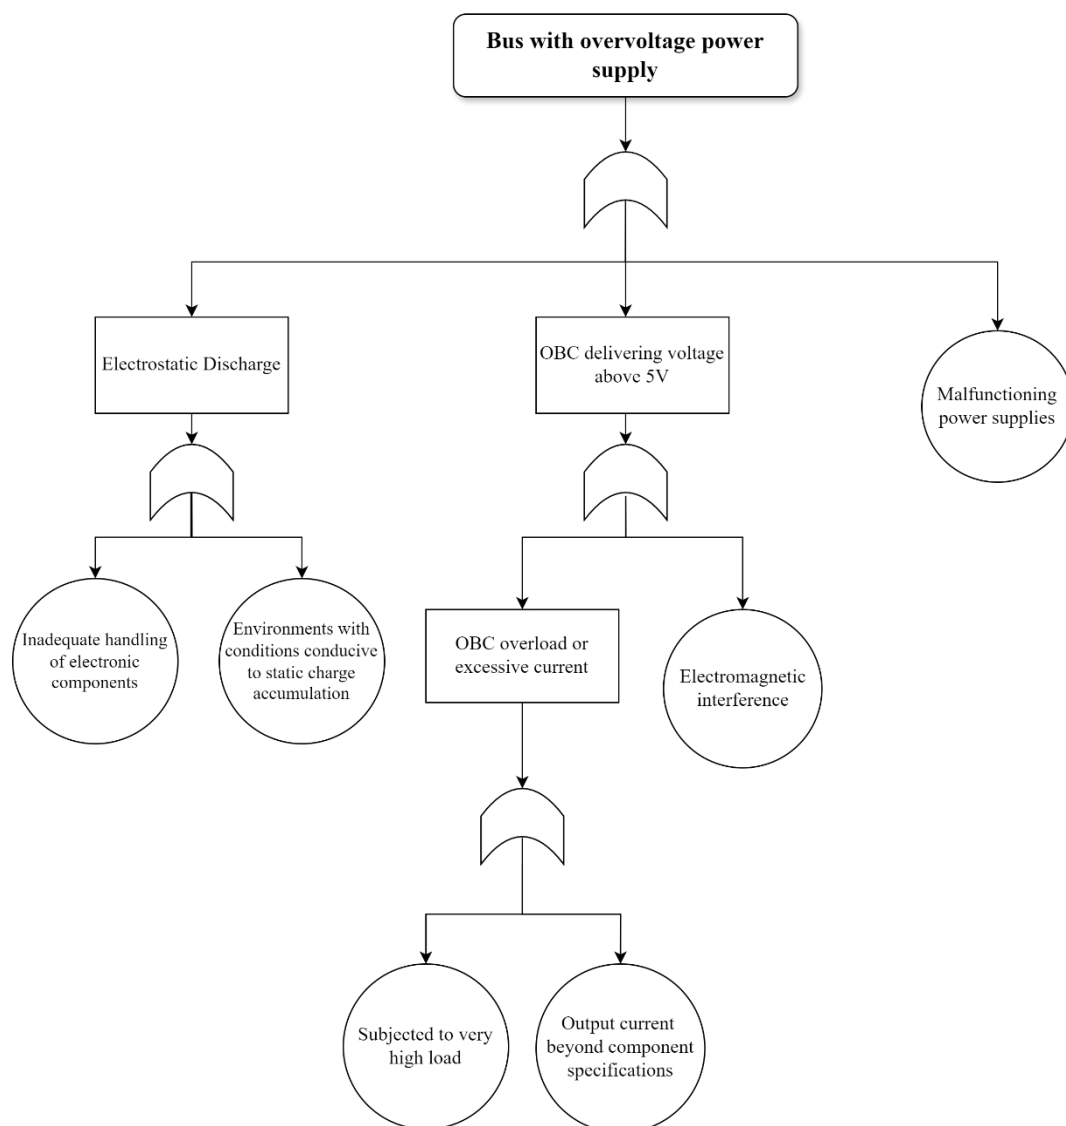 Bus with overvoltage power
supply
Electrostatic Discharge
OBC delivering voltage
above 5V
Malfunctioning
power supplies
Inadequate handling
of electronic
components
Environments with
conditions conducive
to static charge
accumulation
OBC overload or
excessive current
Electromagnetic
interference
Subjected to very
high load
Output current
beyond component
specifications